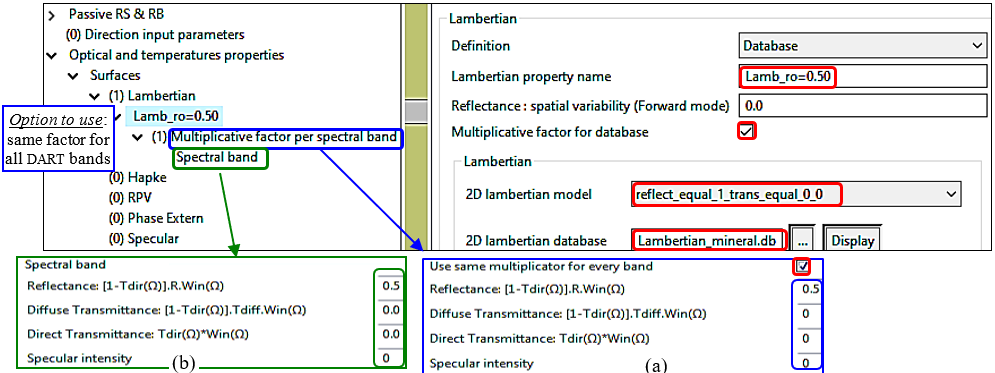 Passive RS & RB
(0) Direction input parameters
Optical and temperatures properties
Surfaces
(1) Lambertian
Lamb_ro=0.50
(1) Multiplicative factor per spectral band
Spectral band
(0) Hapke
(0) RPV
(0) Phase Extern
(0) Specular
Option to use:
same factor for
all DART bands
Lambertian
Definition Database
Lambertian property name Lamb_ro=0.50
Reflectance : spatial variability (Forward mode) 0.0
Multiplicative factor for database
Lambertian
2D lambertian model reflect_equal_1_trans_equal_0_0
2D lambertian database Lambertian_mineral.db ... Display
Spectral band
Reflectance: [1-Tdir(Ω)].R.Win(Ω) 0.5
Diffuse Transmittance: [1-Tdir(Ω)].Tdiff.Win(Ω) 0.0
Direct Transmittance: Tdir(Ω)*Win(Ω) 0.0
Specular intensity 0
(b)
Use same multiplicator for every band
Reflectance: [1-Tdir(Ω)].R.Win(Ω) 0.5
Diffuse Transmittance: [1-Tdir(Ω)].Tdiff.Win(Ω) 0
Direct Transmittance: Tdir(Ω)*Win(Ω) 0
Specular intensity 0
(a)